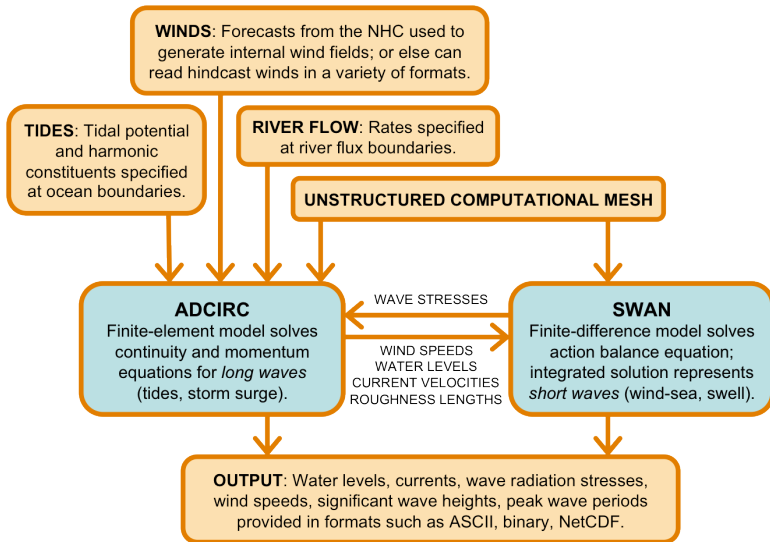 WINDS: Forecasts from the NHC used to
generate internal wind fields; or else can
read hindcast winds in a variety of formats.
TIDES: Tidal potential
and harmonic
constituents specified
at ocean boundaries.
RIVER FLOW: Rates specified
at river flux boundaries.
UNSTRUCTURED COMPUTATIONAL MESH
ADCIRC
Finite-element model solves
continuity and momentum
equations for long waves
(tides, storm surge).
WAVE STRESSES
WIND SPEEDS
WATER LEVELS
CURRENT VELOCITIES
ROUGHNESS LENGTHS
SWAN
Finite-difference model solves
action balance equation;
integrated solution represents
short waves (wind-sea, swell).
OUTPUT: Water levels, currents, wave radiation stresses,
wind speeds, significant wave heights, peak wave periods
provided in formats such as ASCII, binary, NetCDF.